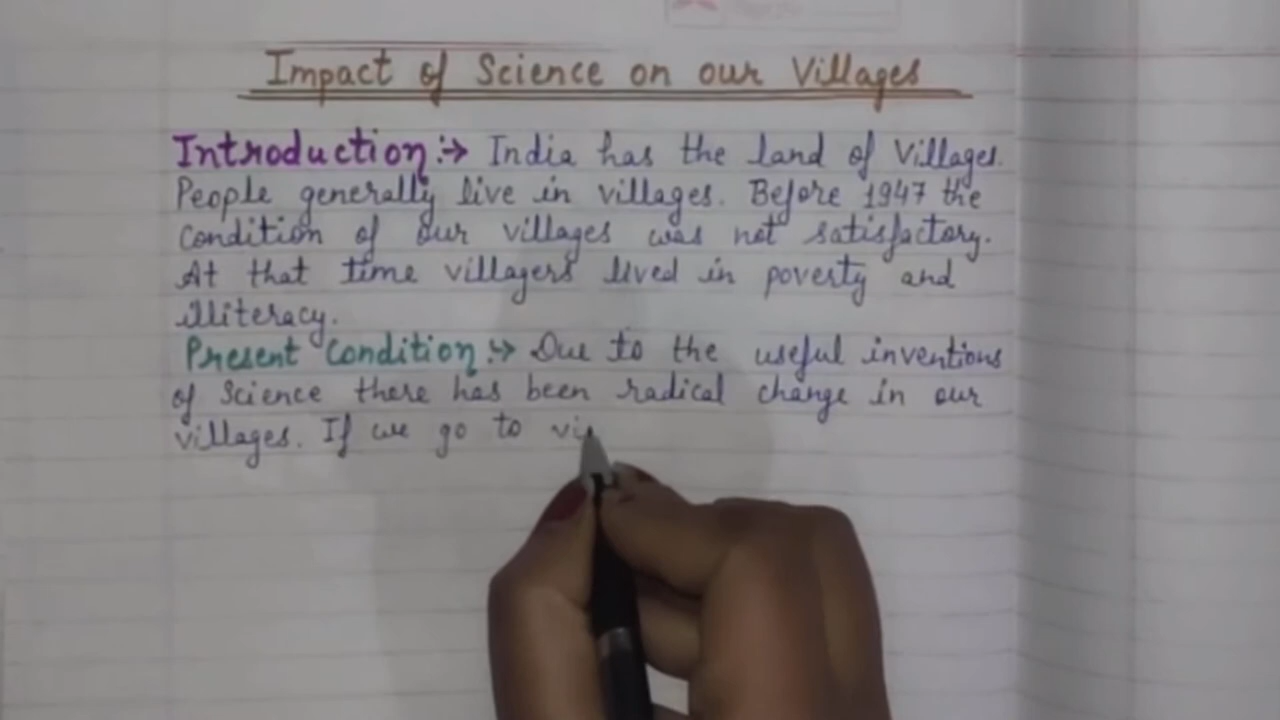 Impact of Science on our Villages
Introduction:→ India has the land of Villages.
People generally live in villages. Before 1947 the
condition of our villages was not satisfactory.
At that time villagers lived in poverty and
illiteracy.
Present Condition:→ Due to the useful inventions
of Science there has been radical change in our
villages. If we go to